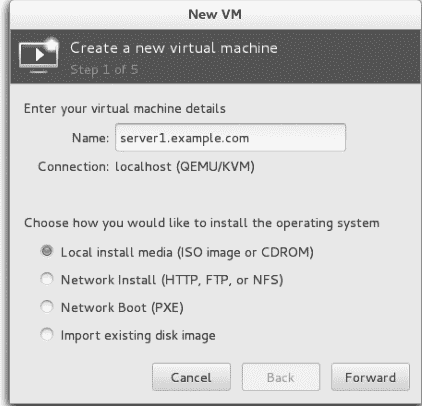 New VM
Create a new virtual machine
Step 1 of 5
Enter your virtual machine details
Name: server1.example.com
Connection: localhost (QEMU/KVM)
Choose how you would like to install the operating system
Local install media (ISO image or CDROM)
Network Install (HTTP, FTP, or NFS)
Network Boot (PXE)
Import existing disk image
Cancel Back Forward